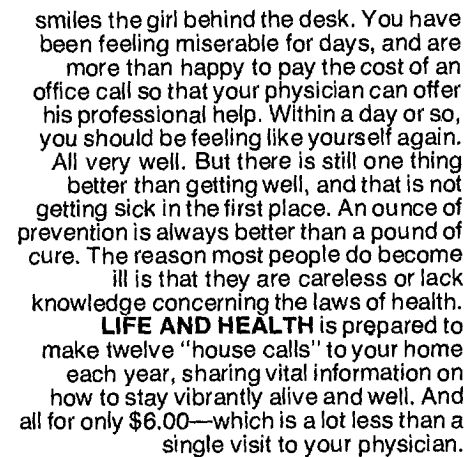 smiles the girl behind the desk. You have
been feeling miserable for days, and are
more than happy to pay the cost of an
office call so that your physician can offer
his professional help. Within a day or so,
you should be feeling like yourself again.
All very well. But there is still one thing
better than getting well, and that is not
getting sick in the first place. An ounce of
prevention is always better than a pound of
cure. The reason most people do become
ill is that they are careless or lack
knowledge concerning the laws of health.
LIFE AND HEALTH is prepared to
make twelve "house calls" to your home
each year, sharing vital information on
how to stay vibrantly alive and well. And
all for only $6.00—which is a lot less than a
single visit to your physician.